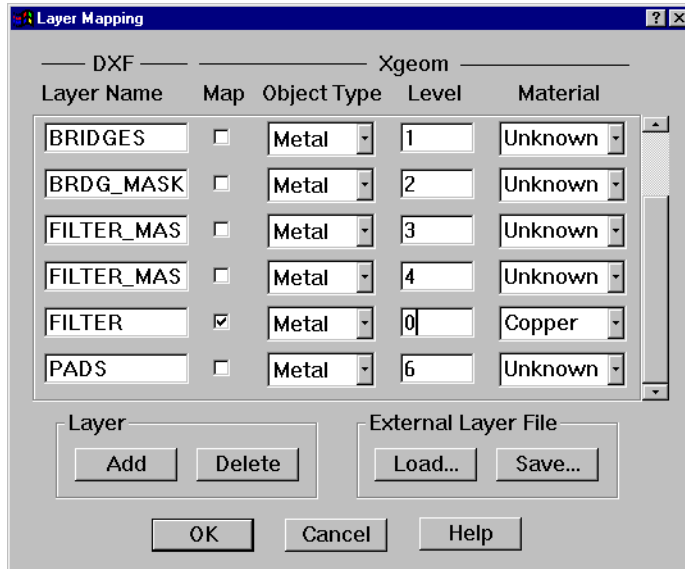 Layer Mapping
DXF Xgeom
Layer Name Map Object Type Level Material
BRIDGES Metal 1 Unknown
BRDG_MASK Metal 2 Unknown
FILTER_MAS Metal 3 Unknown
FILTER_MAS Metal 4 Unknown
FILTER Metal 0 Copper
PADS Metal 6 Unknown
Layer External Layer File
Add Delete Load... Save...
OK Cancel Help